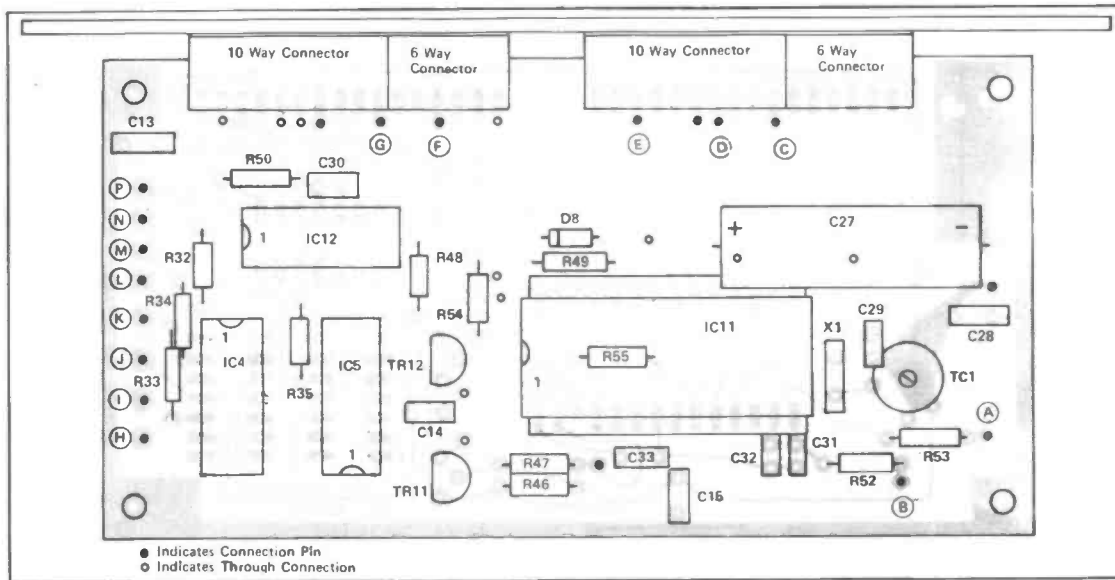 10 Way Connector
6 Way
Connector
10 Way Connector
6 Way
Connector
C13
G
F
E
D
C
R50
C30
P
N
M
L
K
J
I
H
1
IC12
R32
R48
D8
R49
+
C27
-
R34
R54
C29
C28
X1
IC11
1
IC4
IC5
R35
TR12
R55
1
TC1
R33
C14
A
R53
C31
C32
C33
R52
1
R47
R46
TR11
C15
B
Indicates Connection Pin
Indicates Through Connection